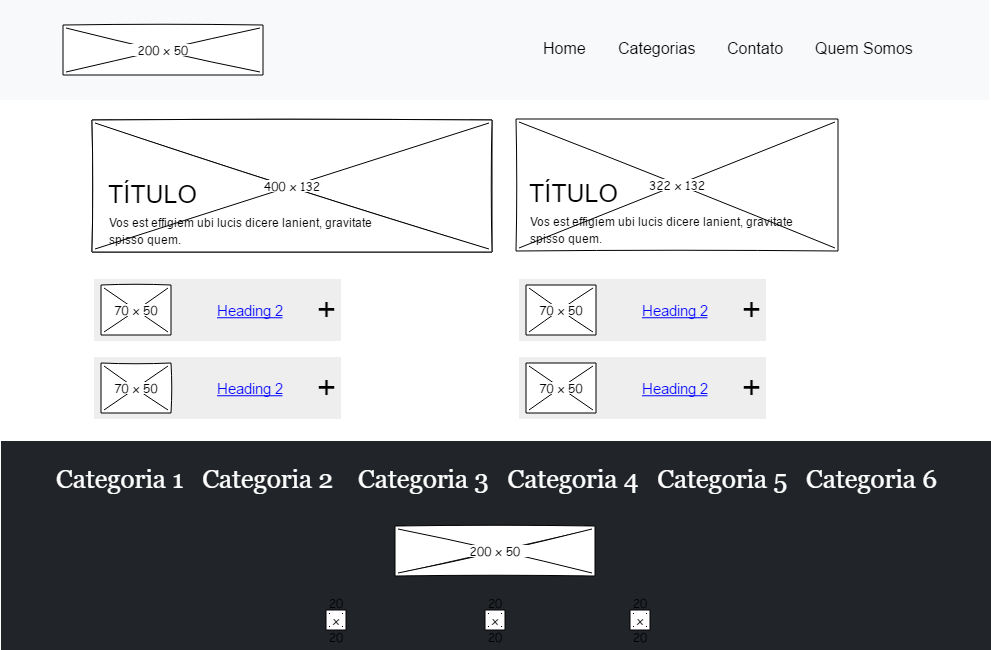 200 x 50
Home Categorias Contato Quem Somos
400 x 132
TÍTULO
Vos est effigiem ubi lucis dicere lanient, gravitate
spisso quem.
322 x 132
TÍTULO
Vos est effigiem ubi lucis dicere lanient, gravitate
spisso quem.
70 x 50 Heading 2 +
70 x 50 Heading 2 +
70 x 50 Heading 2 +
70 x 50 Heading 2 +
Categoria 1 Categoria 2 Categoria 3 Categoria 4 Categoria 5 Categoria 6
200 x 50
20 20 20
x x x
20 20 20